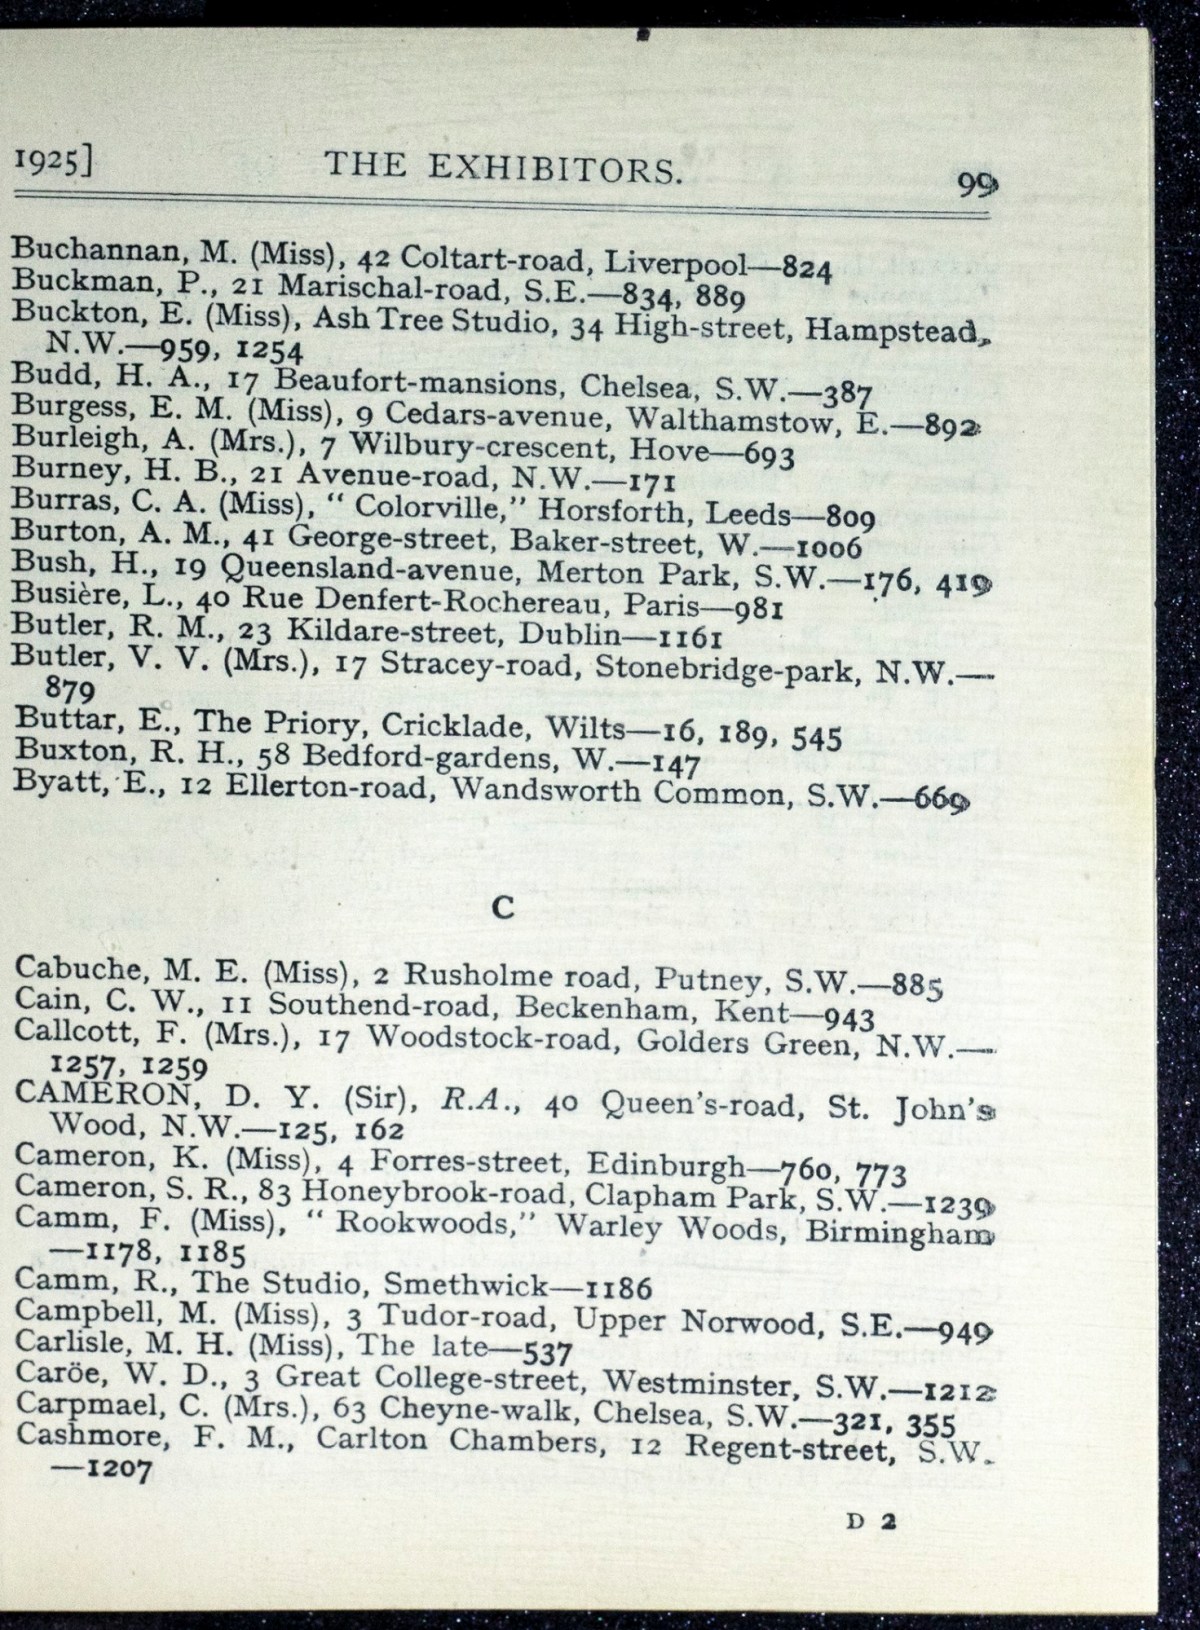 1925] THE EXHIBITORS. 99
Buchannan, M. (Miss), 42 Coltart-road, Liverpool—824
Buckman, P., 21 Marischal-road, S.E.—834, 889
Buckton, E. (Miss), Ash Tree Studio, 34 High-street, Hampstead,
N.W.—959, 1254
Budd, H. A., 17 Beaufort-mansions, Chelsea, S.W.—387
Burgess, E. M. (Miss), 9 Cedars-avenue, Walthamstow, E.—892
Burleigh, A. (Mrs.), 7 Wilbury-crescent, Hove—693
Burney, H. B., 21 Avenue-road, N.W.—171
Burras, C. A. (Miss), “ Colorville,” Horsforth, Leeds—809
Burton, A. M., 41 George-street, Baker-street, W.—1006
Bush, H., 19 Queensland-avenue, Merton Park, S.W.—176, 419
Busière, L., 40 Rue Denfert-Rochereau, Paris—981
Butler, R. M., 23 Kildare-street, Dublin—1161
Butler, V. V. (Mrs.), 17 Stracey-road, Stonebridge-park, N.W.—
879
Buttar, E., The Priory, Cricklade, Wilts—16, 189, 545
Buxton, R. H., 58 Bedford-gardens, W.—147
Byatt, E., 12 Ellerton-road, Wandsworth Common, S.W.—669
C
Cabuche, M. E. (Miss), 2 Rusholme road, Putney, S.W.—885
Cain, C. W., 11 Southend-road, Beckenham, Kent—943
Callcott, F. (Mrs.), 17 Woodstock-road, Golders Green, N.W.—
1257, 1259
CAMERON, D. Y. (Sir), R.A., 40 Queen's-road, St. John's
Wood, N.W.—125, 162
Cameron, K. (Miss), 4 Forres-street, Edinburgh—760, 773
Cameron, S. R., 83 Honeybrook-road, Clapham Park, S.W.—1239
Camm, F. (Miss), “ Rookwoods,” Warley Woods, Birmingham
—1178, 1185
Camm, R., The Studio, Smethwick—1186
Campbell, M. (Miss), 3 Tudor-road, Upper Norwood, S.E.—949
Carlisle, M. H. (Miss), The late—537
Caröe, W. D., 3 Great College-street, Westminster, S.W.—1212
Carpmael, C. (Mrs.), 63 Cheyne-walk, Chelsea, S.W.—321, 355
Cashmore, F. M., Carlton Chambers, 12 Regent-street, S.W.
—1207
D 2